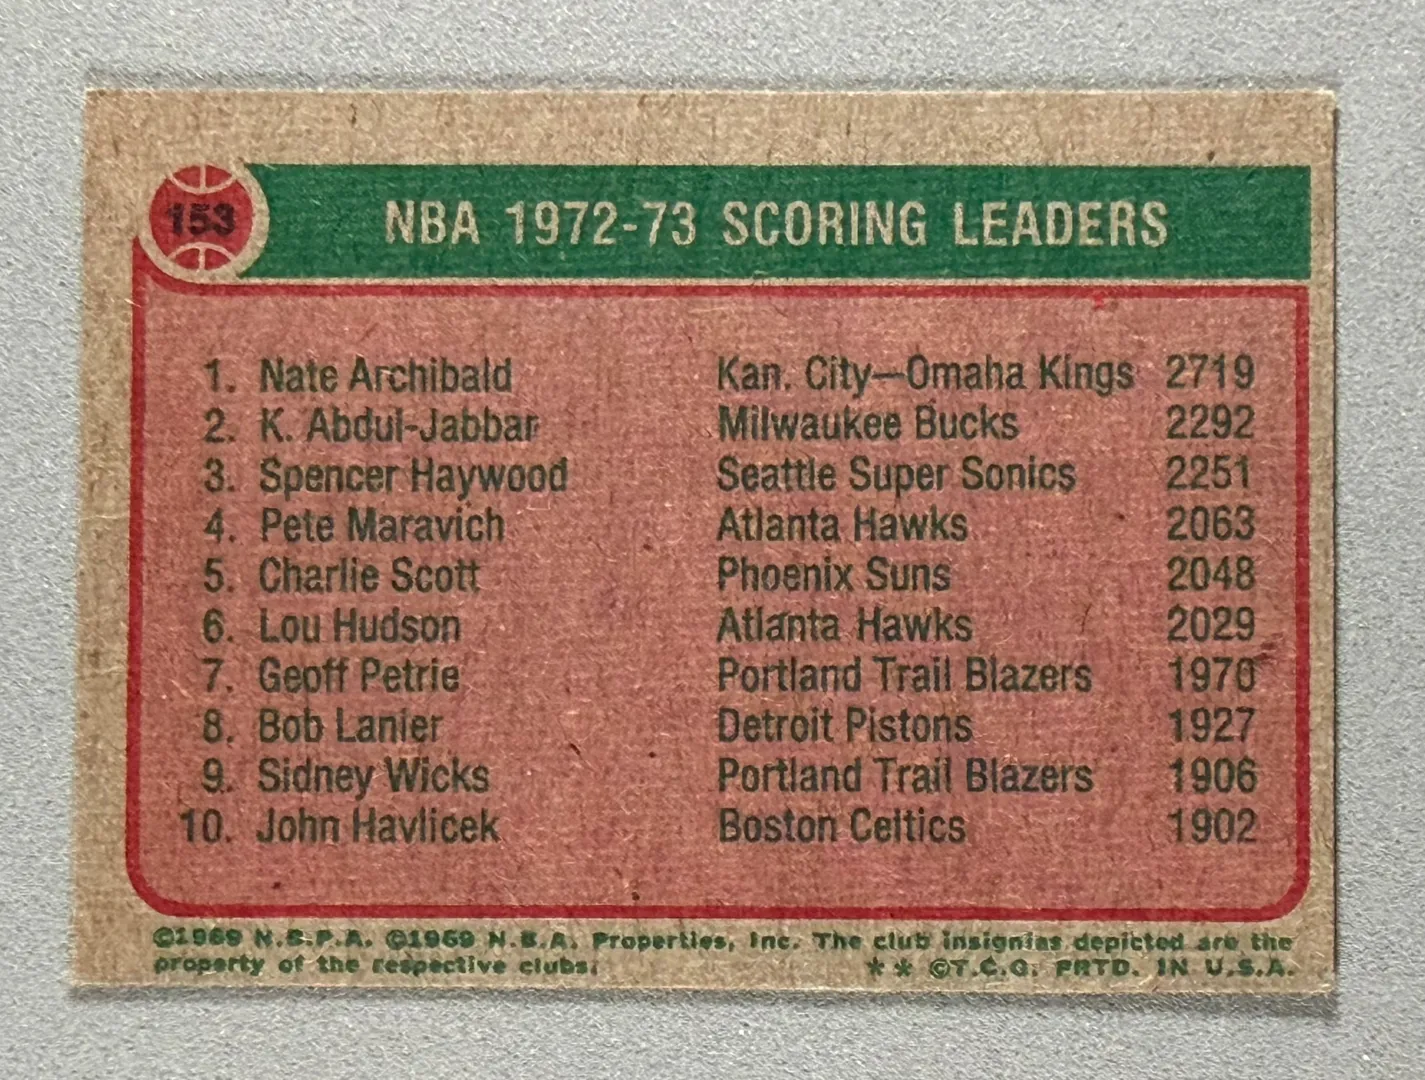 153
NBA 1972-73 SCORING LEADERS
1. Nate Archibald Kan. City—Omaha Kings 2719
2. K. Abdul-Jabbar Milwaukee Bucks 2292
3. Spencer Haywood Seattle Super Sonics 2251
4. Pete Maravich Atlanta Hawks 2063
5. Charlie Scott Phoenix Suns 2048
6. Lou Hudson Atlanta Hawks 2029
7. Geoff Petrie Portland Trail Blazers 1970
8. Bob Lanier Detroit Pistons 1927
9. Sidney Wicks Portland Trail Blazers 1906
10. John Havlicek Boston Celtics 1902
©1969 N.B.P.A. ©1969 N.B.A. Properties, Inc. The club insignias depicted are the
property of the respective clubs. ** ©T.C.G. PRTD. IN U.S.A.